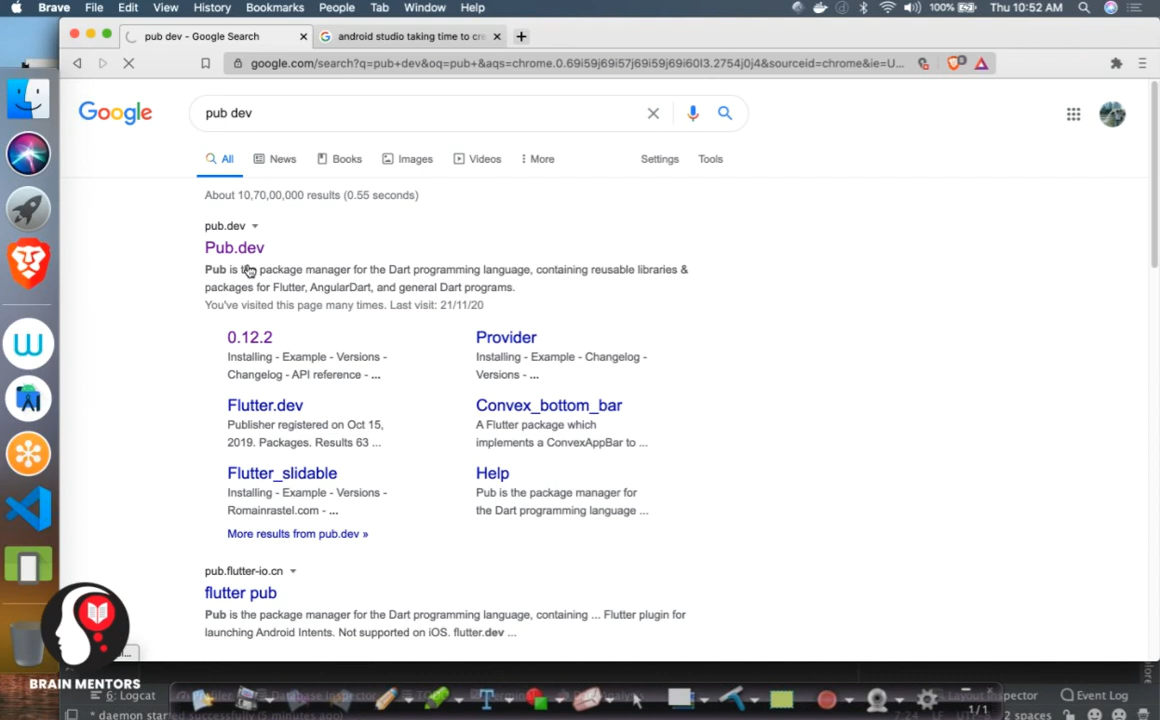 Brave File Edit View History Bookmarks People Tab Window Help 100% Thu 10:52 AM
pub dev - Google Search
android studio taking time to cre
google.com/search?q=pub+dev&oq=pub+&aqs=chrome.0.69i59j69i57j69i59j69i60l3.2754j0j4&sourceid=chrome&ie=U...
Google
pub dev
All News Books Images Videos More Settings Tools
About 10,70,00,000 results (0.55 seconds)
pub.dev
Pub.dev
Pub is the package manager for the Dart programming language, containing reusable libraries &
packages for Flutter, AngularDart, and general Dart programs.
You've visited this page many times. Last visit: 21/11/20
0.12.2
Installing - Example - Versions -
Changelog - API reference - ...
Provider
Installing - Example - Changelog -
Versions - ...
Flutter.dev
Publisher registered on Oct 15,
2019. Packages. Results 63 ...
Convex_bottom_bar
A Flutter package which
implements a ConvexAppBar to ...
Flutter_slidable
Installing - Example - Versions -
Romainrastel.com - ...
Help
Pub is the package manager for
the Dart programming language ...
More results from pub.dev »
pub.flutter-io.cn
flutter pub
Pub is the package manager for the Dart programming language, containing ... Flutter plugin for
launching Android Intents. Not supported on iOS. flutter.dev ...
BRAIN MENTORS
6: Logcat
Inspector
Event Log
1/1
* daemon started successfully (5 minutes ago)
2 spaces